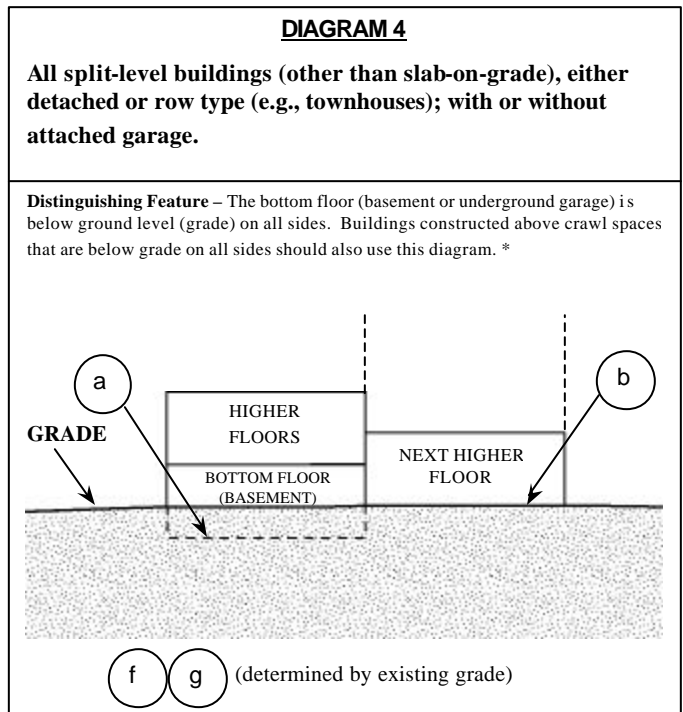 DIAGRAM 4
All split-level buildings (other than slab-on-grade), either
detached or row type (e.g., townhouses); with or without
attached garage.
Distinguishing Feature – The bottom floor (basement or underground garage) is
below ground level (grade) on all sides. Buildings constructed above crawl spaces
that are below grade on all sides should also use this diagram. *
a
b
HIGHER
FLOORS
GRADE
NEXT HIGHER
FLOOR
BOTTOM FLOOR
(BASEMENT)
f g (determined by existing grade)